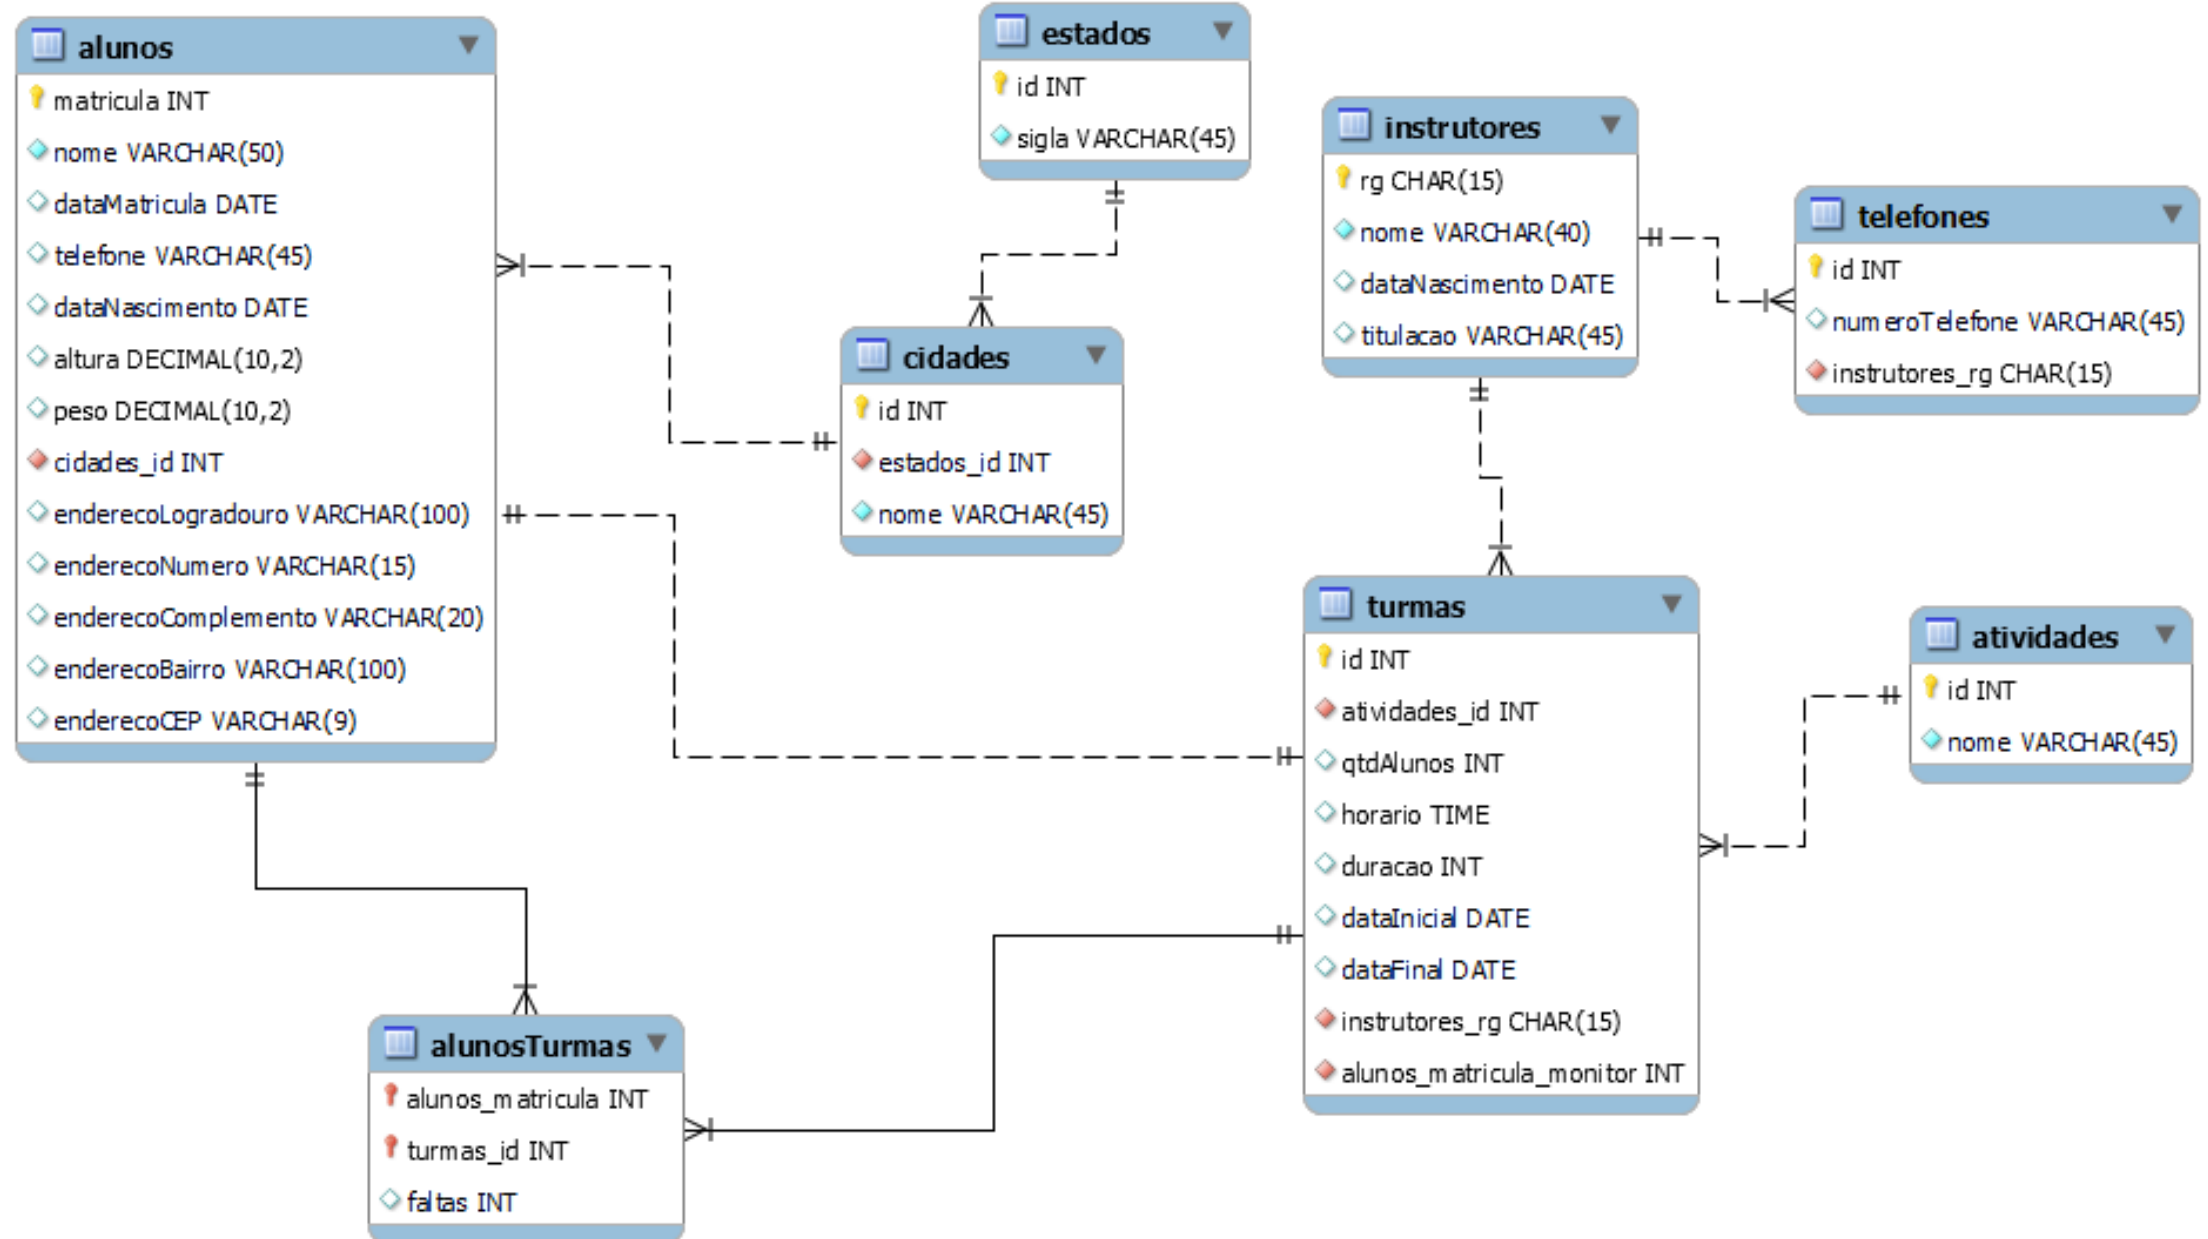 alunos
matricula INT
nome VARCHAR(50)
dataMatricula DATE
telefone VARCHAR(45)
dataNascimento DATE
altura DECIMAL(10,2)
peso DECIMAL(10,2)
cidades_id INT
enderecoLogradouro VARCHAR(100)
enderecoNumero VARCHAR(15)
enderecoComplemento VARCHAR(20)
enderecoBairro VARCHAR(100)
enderecoCEP VARCHAR(9)
estados
id INT
sigla VARCHAR(45)
cidades
id INT
estados_id INT
nome VARCHAR(45)
instrutores
rg CHAR(15)
nome VARCHAR(40)
dataNascimento DATE
titulacao VARCHAR(45)
telefones
id INT
numeroTelefone VARCHAR(45)
instrutores_rg CHAR(15)
turmas
id INT
atividades_id INT
qtdAlunos INT
horario TIME
duracao INT
dataInicial DATE
dataFinal DATE
instrutores_rg CHAR(15)
alunos_matricula_monitor INT
atividades
id INT
nome VARCHAR(45)
alunosTurmas
alunos_matricula INT
turmas_id INT
faltas INT